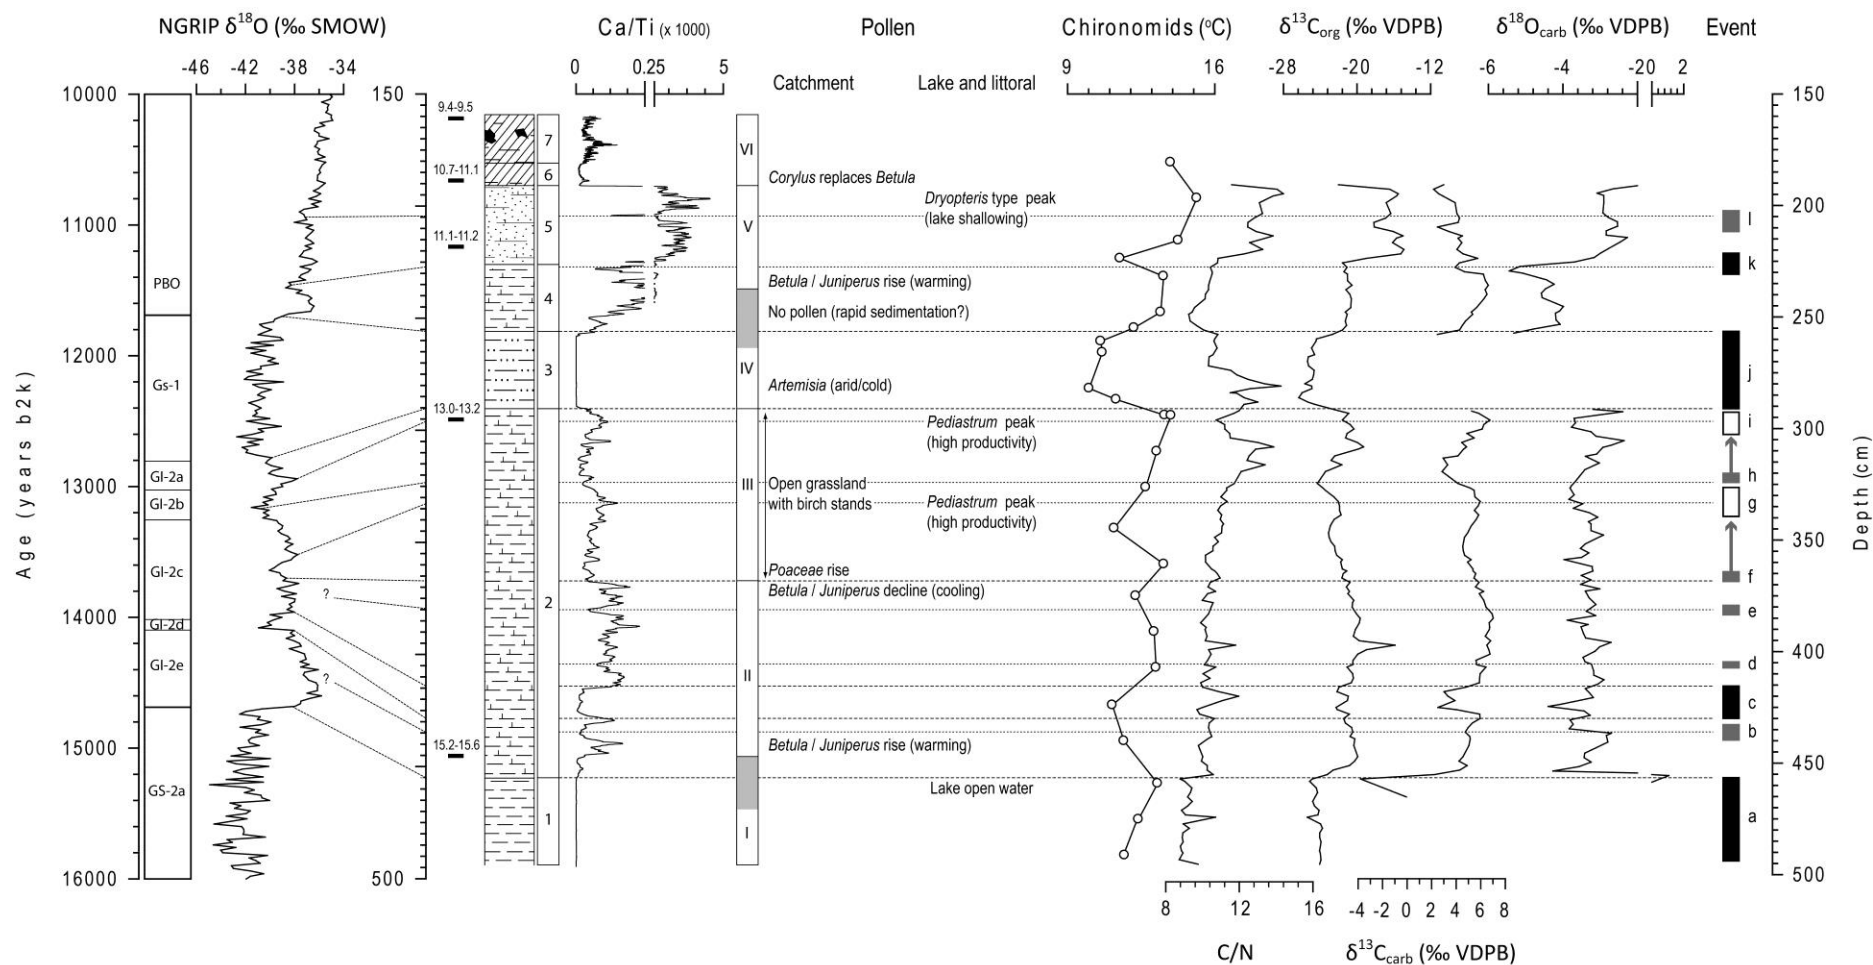 NGRIP δ18O (‰ SMOW)
Ca/Ti (x 1000)
Pollen
Chironomids (oC)
δ13Corg (‰ VDPB)
δ18Ocarb (‰ VDPB)
Event
-46 -42 -38 -34
0 0.25 5
Catchment
Lake and littoral
9 16
-28 -20 -12
-6 -4 -20 2
10000
11000
12000
13000
14000
15000
16000
Age (years b2k)
PBO
Gs-1
GI-2a
GI-2b
GI-2c
GI-2d
GI-2e
GS-2a
?
?
150
500
9.4-9.5
10.7-11.1
11.1-11.2
13.0-13.2
15.2-15.6
7
6
5
4
3
2
1
VI
V
IV
III
II
I
Corylus replaces Betula
Dryopteris type peak
(lake shallowing)
Betula / Juniperus rise (warming)
No pollen (rapid sedimentation?)
Artemisia (arid/cold)
Pediastrum peak
(high productivity)
Open grassland
with birch stands
Pediastrum peak
(high productivity)
Poaceae rise
Betula / Juniperus decline (cooling)
Betula / Juniperus rise (warming)
Lake open water
l
k
j
i
h
g
f
e
d
c
b
a
150
200
250
300
350
400
450
500
Depth (cm)
8 12 16
C/N
-4 -2 0 2 4 6 8
δ13Ccarb (‰ VDPB)